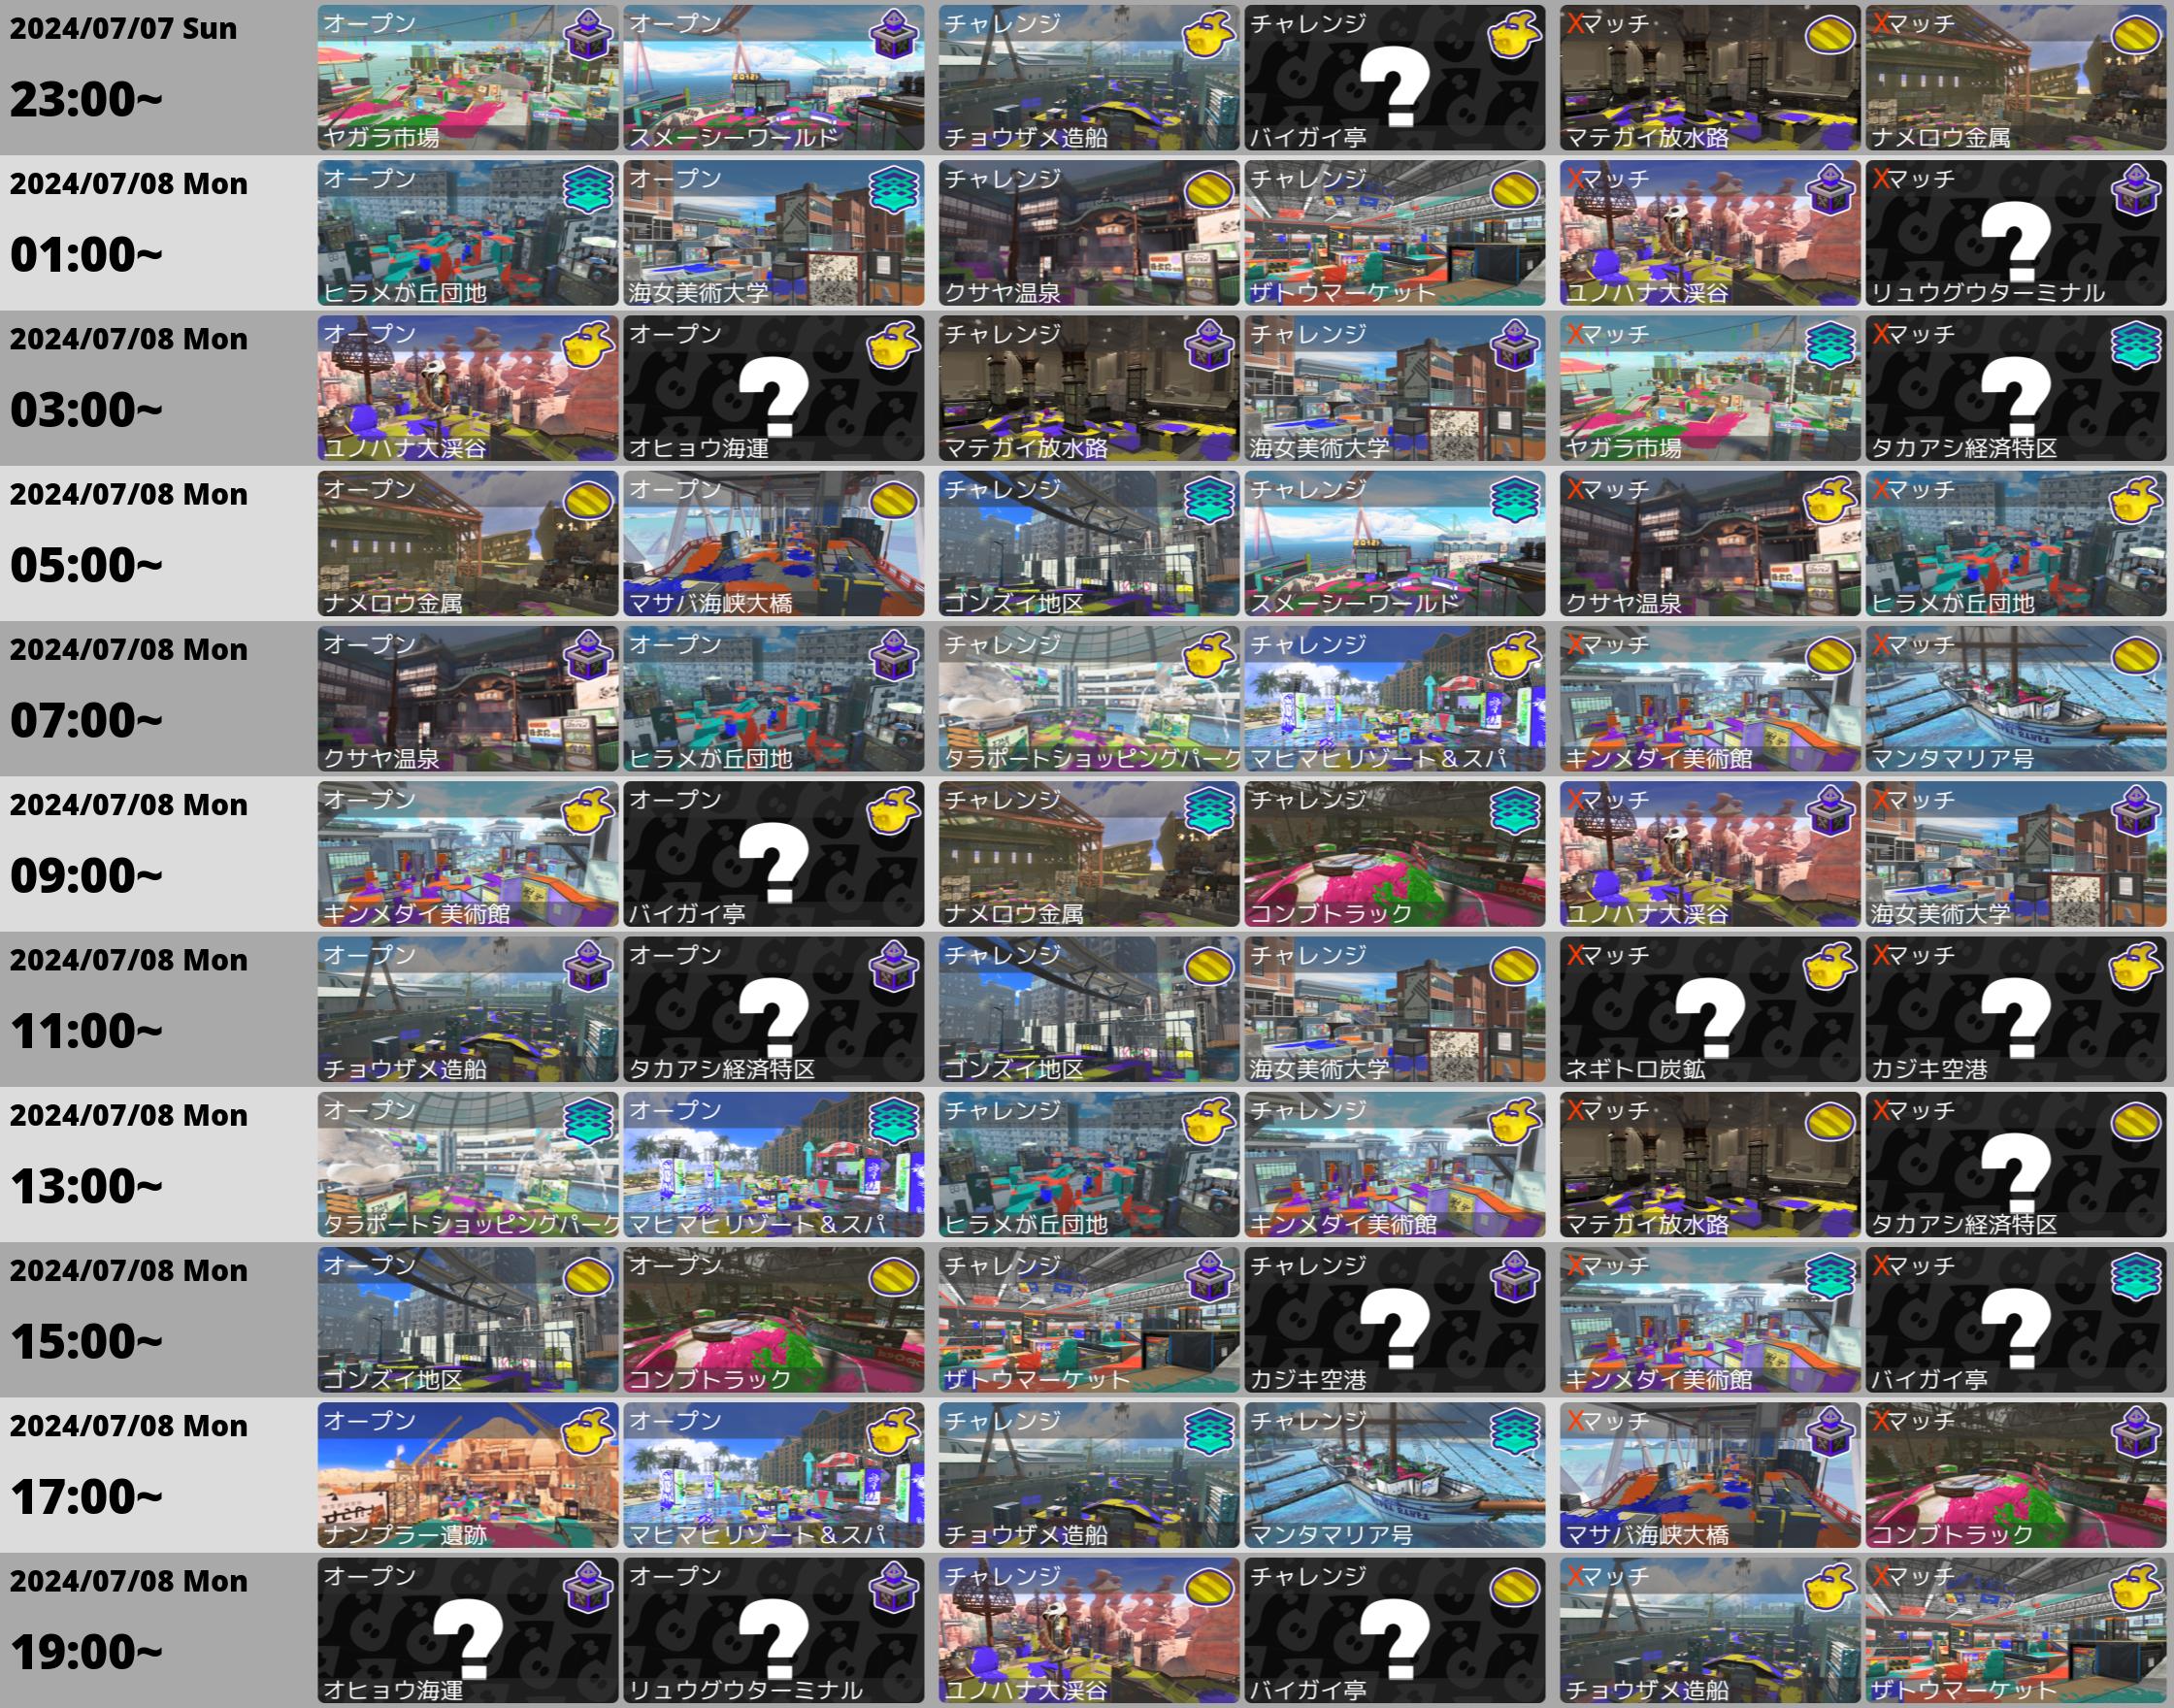 2024/07/07 Sun
23:00~
オープン オープン チャレンジ チャレンジ Xマッチ Xマッチ
ヤガラ市場 スメーシーワールド チョウザメ造船 バイガイ亭 マテガイ放水路 ナメロウ金属
2024/07/08 Mon
01:00~
オープン オープン チャレンジ チャレンジ Xマッチ Xマッチ
ヒラメが丘団地 海女美術大学 クサヤ温泉 ザトウマーケット ユノハナ大渓谷 リュウグウターミナル
2024/07/08 Mon
03:00~
オープン オープン チャレンジ チャレンジ Xマッチ Xマッチ
ユノハナ大渓谷 オヒョウ海運 マテガイ放水路 海女美術大学 ヤガラ市場 タカアシ経済特区
2024/07/08 Mon
05:00~
オープン オープン チャレンジ チャレンジ Xマッチ Xマッチ
ナメロウ金属 マサバ海峡大橋 ゴンズイ地区 スメーシーワールド クサヤ温泉 ヒラメが丘団地
2024/07/08 Mon
07:00~
オープン オープン チャレンジ チャレンジ Xマッチ Xマッチ
クサヤ温泉 ヒラメが丘団地 タラポートショッピングパーク マヒマヒリゾート＆スパ キンメダイ美術館 マンタマリア号
2024/07/08 Mon
09:00~
オープン オープン チャレンジ チャレンジ Xマッチ Xマッチ
キンメダイ美術館 バイガイ亭 ナメロウ金属 コンブトラック ユノハナ大渓谷 海女美術大学
2024/07/08 Mon
11:00~
オープン オープン チャレンジ チャレンジ Xマッチ Xマッチ
チョウザメ造船 タカアシ経済特区 ゴンズイ地区 海女美術大学 ネギトロ炭鉱 カジキ空港
2024/07/08 Mon
13:00~
オープン オープン チャレンジ チャレンジ Xマッチ Xマッチ
タラポートショッピングパーク マヒマヒリゾート＆スパ ヒラメが丘団地 キンメダイ美術館 マテガイ放水路 タカアシ経済特区
2024/07/08 Mon
15:00~
オープン オープン チャレンジ チャレンジ Xマッチ Xマッチ
ゴンズイ地区 コンブトラック ザトウマーケット カジキ空港 キンメダイ美術館 バイガイ亭
2024/07/08 Mon
17:00~
オープン オープン チャレンジ チャレンジ Xマッチ Xマッチ
ナンプラー遺跡 マヒマヒリゾート＆スパ チョウザメ造船 マンタマリア号 マサバ海峡大橋 コンブトラック
2024/07/08 Mon
19:00~
オープン オープン チャレンジ チャレンジ Xマッチ Xマッチ
オヒョウ海運 リュウグウターミナル ユノハナ大渓谷 バイガイ亭 チョウザメ造船 ザトウマーケット